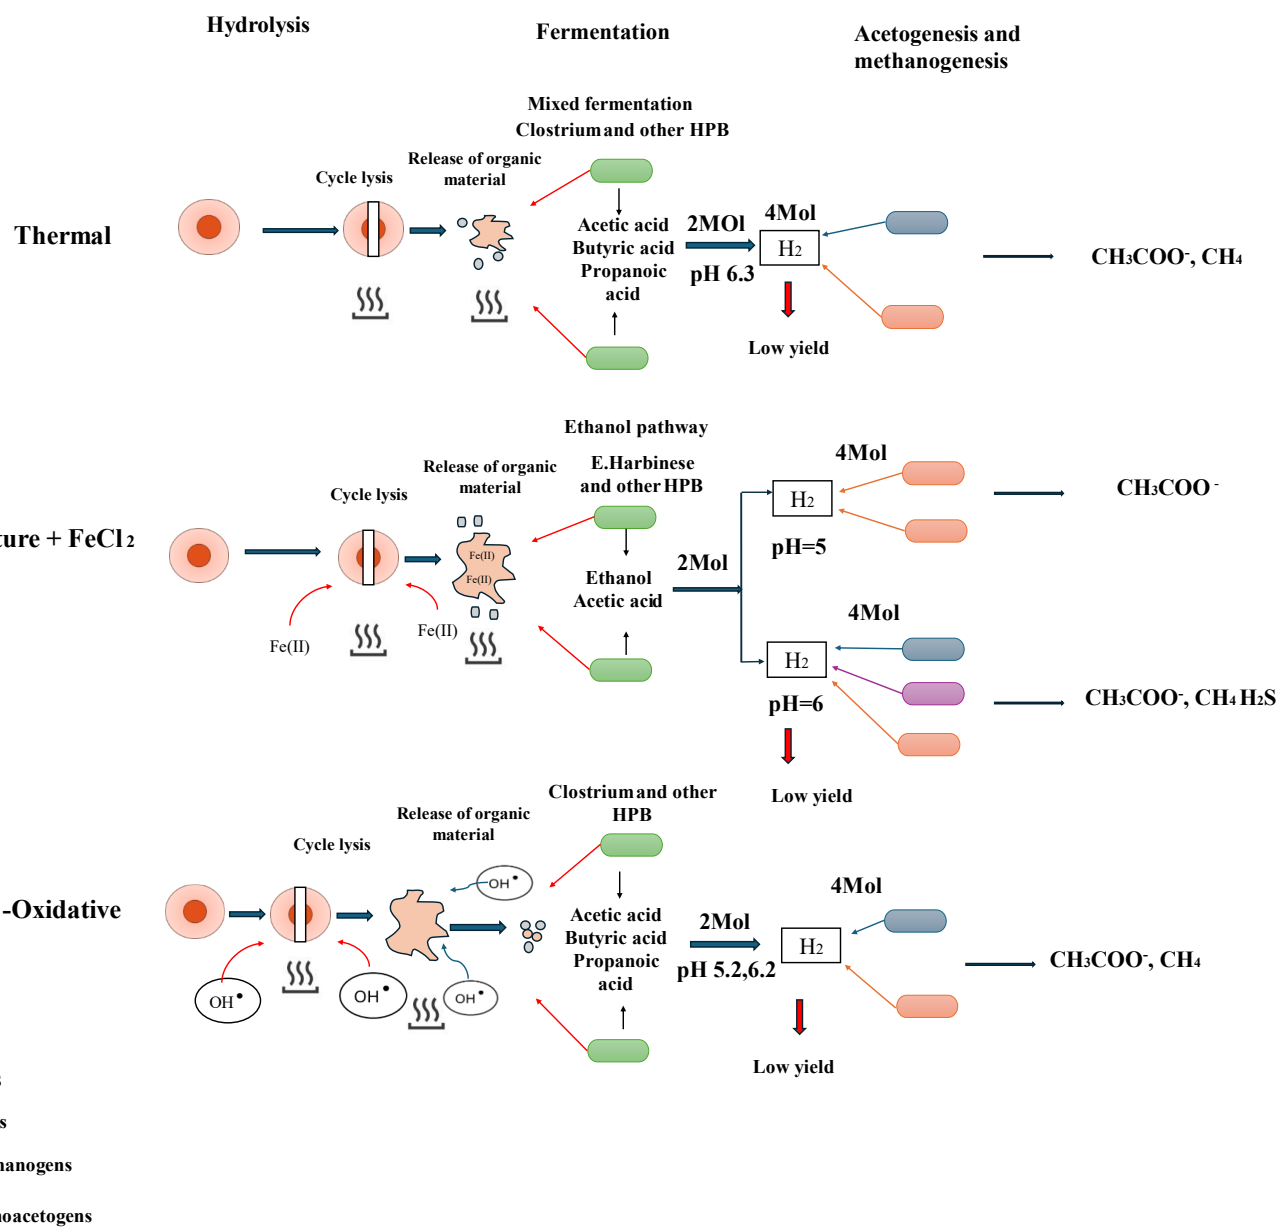 Hydrolysis
Fermentation
Acetogenesis and
methanogenesis
Mixed fermentation
Clostrium and other HPB
Release of organic
material
Cycle lysis
Thermal
Acetic acid
Butyric acid
Propanoic
acid
2MOl
pH 6.3
4Mol
H2
Low yield
CH3COO-, CH4
Ethanol pathway
E.Harbinese
and other HPB
Release of organic
material
Cycle lysis
ture + FeCl2
Fe(II)
Fe(II)
Fe(II)
Fe(II)
Ethanol
Acetic acid
2Mol
4Mol
H2
pH=5
CH3COO -
4Mol
H2
pH=6
CH3COO-, CH4 H2S
Low yield
Clostrium and other
HPB
Release of organic
material
Cycle lysis
-Oxidative
OH•
OH•
OH•
OH•
Acetic acid
Butyric acid
Propanoic
acid
2Mol
pH 5.2,6.2
4Mol
H2
CH3COO-, CH4
Low yield
s
hanogens
noacetogens